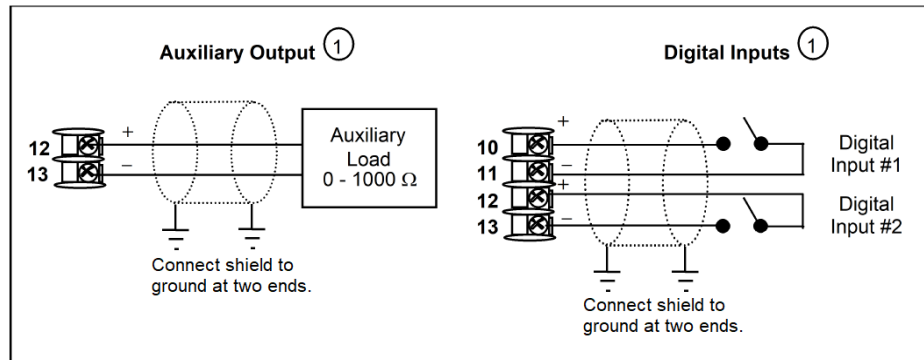 Auxiliary Output 1
12
13
+
–
Auxiliary
Load
0 - 1000 Ω
Connect shield to
ground at two ends.
Digital Inputs 1
10
11
12
13
+
–
+
–
Digital
Input #1
Digital
Input #2
Connect shield to
ground at two ends.